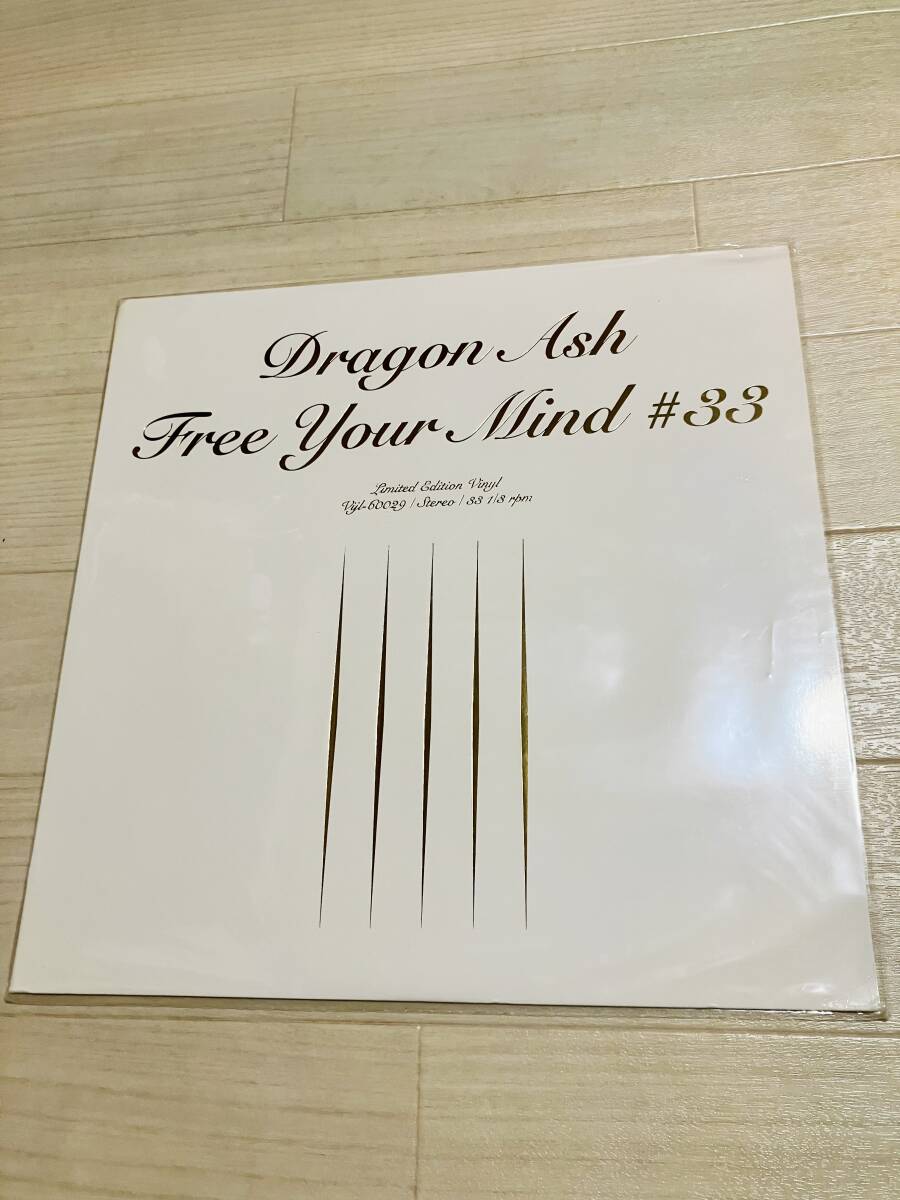 Dragon Ash
Free Your Mind #33
Limited Edition Vinyl
Vijl-60029 / Stereo / 33 1/3 rpm